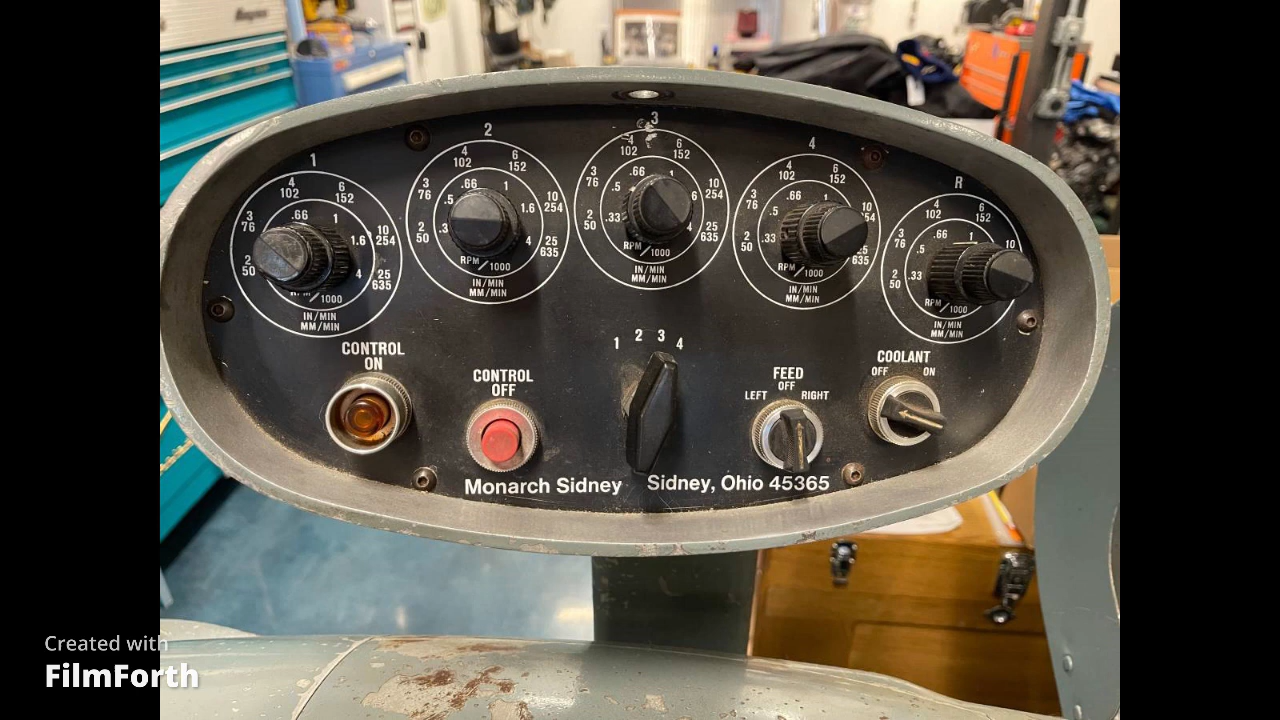 1
4
102
6
152
3
76
.66
1
10
254
1.6
2
50
4
25
635
/ 1000
IN/MIN
MM/MIN
2
4
102
6
152
3
76
.66
1
10
254
.5
1.6
2
50
.3
4
25
635
RPM / 1000
IN/MIN
MM/MIN
3
4
102
6
152
3
76
.66
10
254
.5
2
50
.33
4
25
635
RPM / 1000
IN/MIN
MM/MIN
4
4
102
6
152
3
76
.66
1
.5
2
50
.33
635
RPM / 1000
IN/MIN
MM/MIN
R
4
102
6
152
3
76
.66
1
10
.5
2
50
.33
RPM / 1000
IN/MIN
MM/MIN
CONTROL
ON
CONTROL
OFF
1 2 3 4
FEED
OFF
LEFT RIGHT
COOLANT
OFF ON
Monarch Sidney Sidney, Ohio 45365
Created with
FilmForth